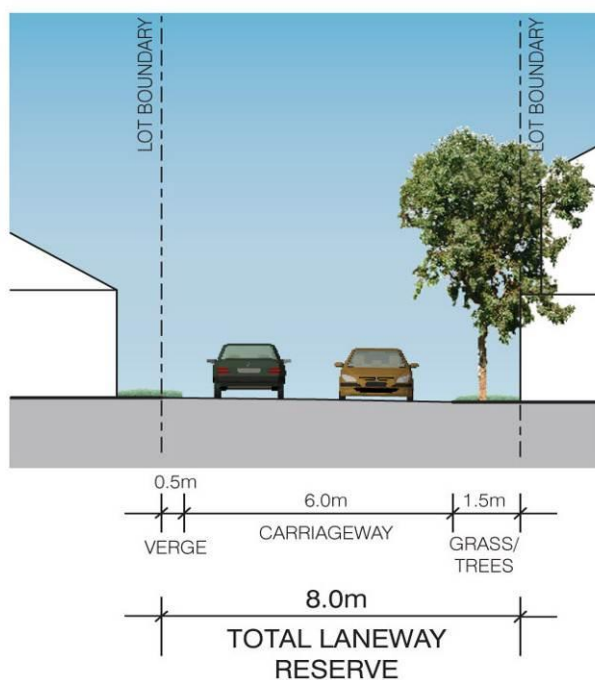 LOT BOUNDARY
LOT BOUNDARY
0.5m
6.0m
1.5m
VERGE
CARRIAGEWAY
GRASS/
TREES
8.0m
TOTAL LANEWAY
RESERVE